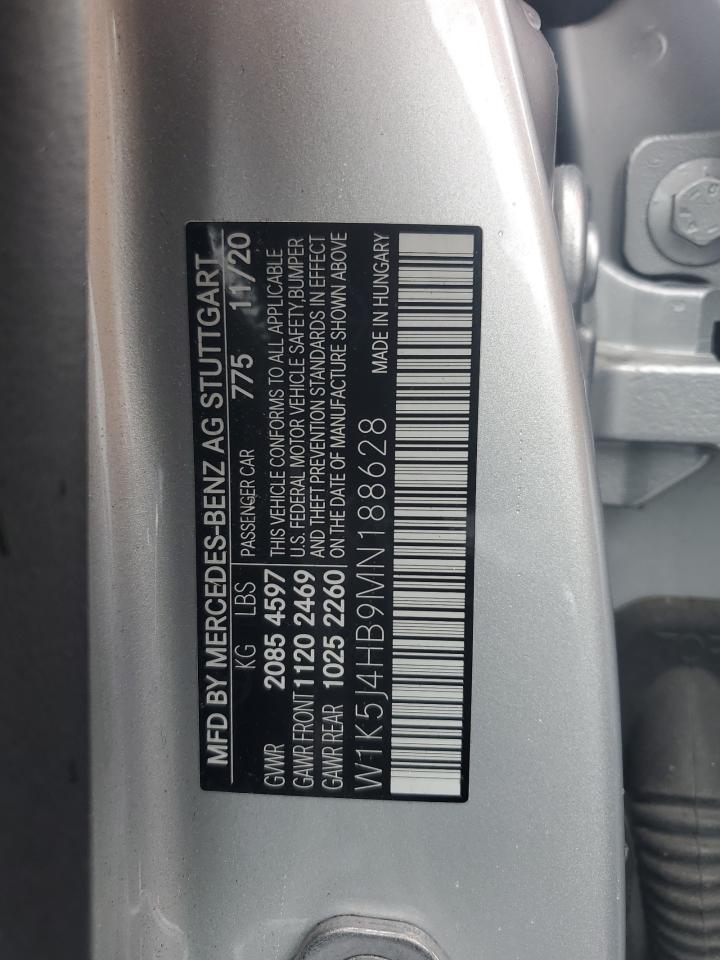 MFD BY MERCEDES-BENZ AG STUTTGART
KG LBS PASSENGER CAR 775 11/20
GVWR 2085 4597 THIS VEHICLE CONFORMS TO ALL APPLICABLE
GAWR FRONT 1120 2469 U.S. FEDERAL MOTOR VEHICLE SAFETY,BUMPER
AND THEFT PREVENTION STANDARDS IN EFFECT
GAWR REAR 1025 2260 ON THE DATE OF MANUFACTURE SHOWN ABOVE
W1K5J4HB9MN188628 MADE IN HUNGARY